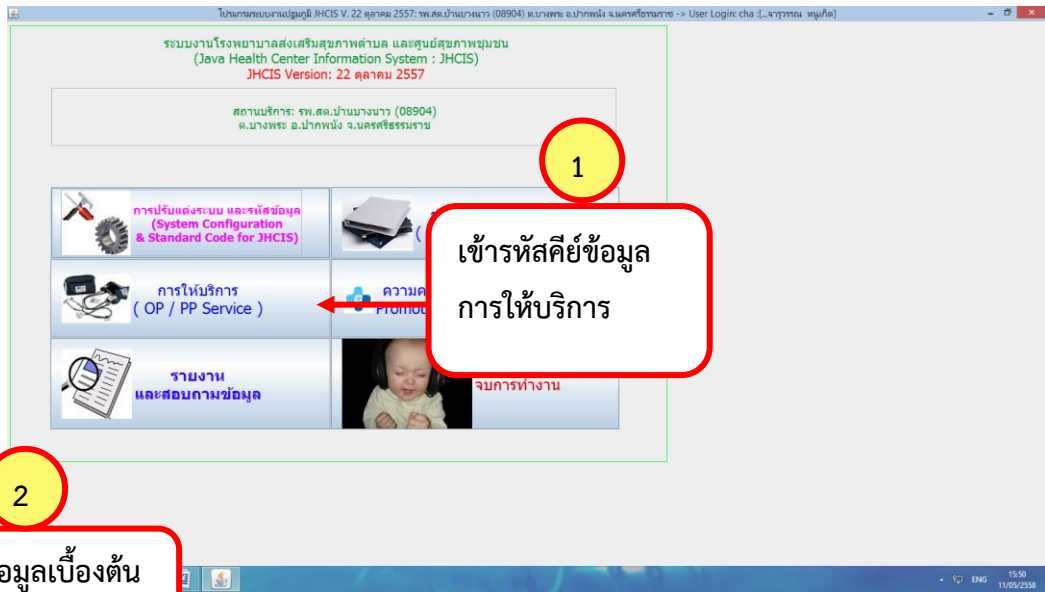 โปรแกรมระบบงานปฐมภูมิ JHCIS V. 22 ตุลาคม 2557: รพ.สต.บ้านบางนาว (08904) ต.บางพระ อ.ปากพนัง จ.นครศรีธรรมราช -> User Login: cha :[...จารุวรรณ หนูเกิด]
ระบบงานโรงพยาบาลส่งเสริมสุขภาพตำบล และศูนย์สุขภาพชุมชน
(Java Health Center Information System : JHCIS)
JHCIS Version: 22 ตุลาคม 2557
สถานบริการ: รพ.สต.บ้านบางนาว (08904)
ต.บางพระ อ.ปากพนัง จ.นครศรีธรรมราช
1
การปรับแต่งระบบ และรหัสข้อมูล
(System Configuration
& Standard Code for JHCIS)
(
เข้ารหัสคีย์ข้อมูล
การให้บริการ
การให้บริการ
( OP / PP Service )
รายงาน
และสอบถามข้อมูล
จบการทำงาน
2
อมูลเบื้องต้น
ENG
15:50
11/05/2558